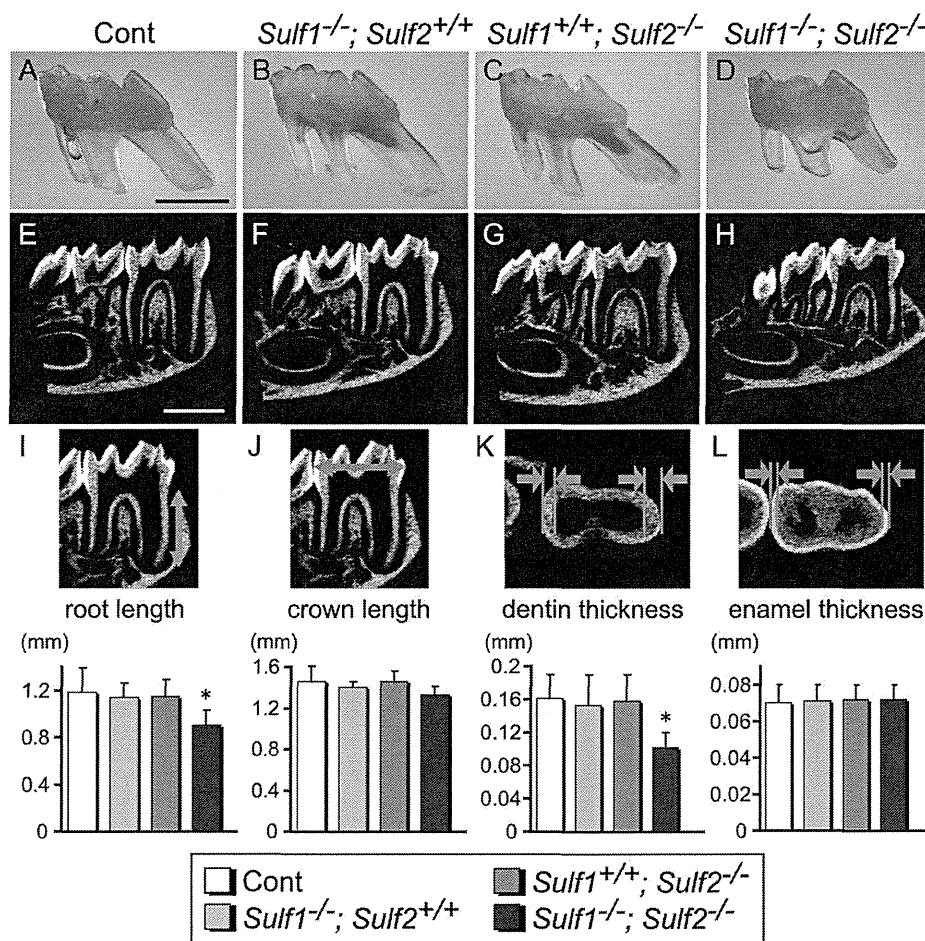 Cont Sulf1-/-; Sulf2+/+ Sulf1+/+; Sulf2-/- Sulf1-/-; Sulf2-/-
A B C D
E F G H
I J K L
root length crown length dentin thickness enamel thickness
(mm) (mm) (mm) (mm)
1.2 0.8 0.4 0 *
1.6 1.2 0.8 0.4 0
0.2 0.16 0.12 0.08 0.04 0 *
0.08 0.06 0.04 0.02 0
Cont Sulf1+/+; Sulf2-/-
Sulf1-/-; Sulf2+/+ Sulf1-/-; Sulf2-/-